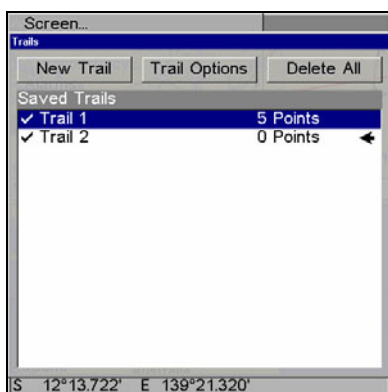 Screen...
Trails
New Trail Trail Options Delete All
Saved Trails
✓ Trail 1 5 Points
✓ Trail 2 0 Points
S 12°13.722' E 139°21.320'